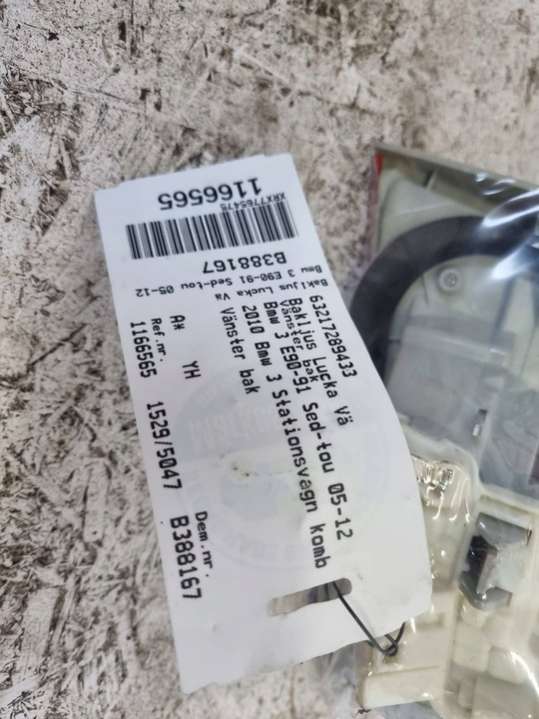 1166565
XRX7765475
B388167
Bmw 3 E90-91 Sed-tou 05-12
Bakljus Lucka Vä
63217289433
Bakljus Lucka Vä
Vänster bak
Bmw 3 E90-91 Sed-tou 05-12
2010 Bmw 3 Stationsvagn komb
Vänster bak
A* YH 1529/5047
Ref.nr. Dem.nr.
1166565 B388167